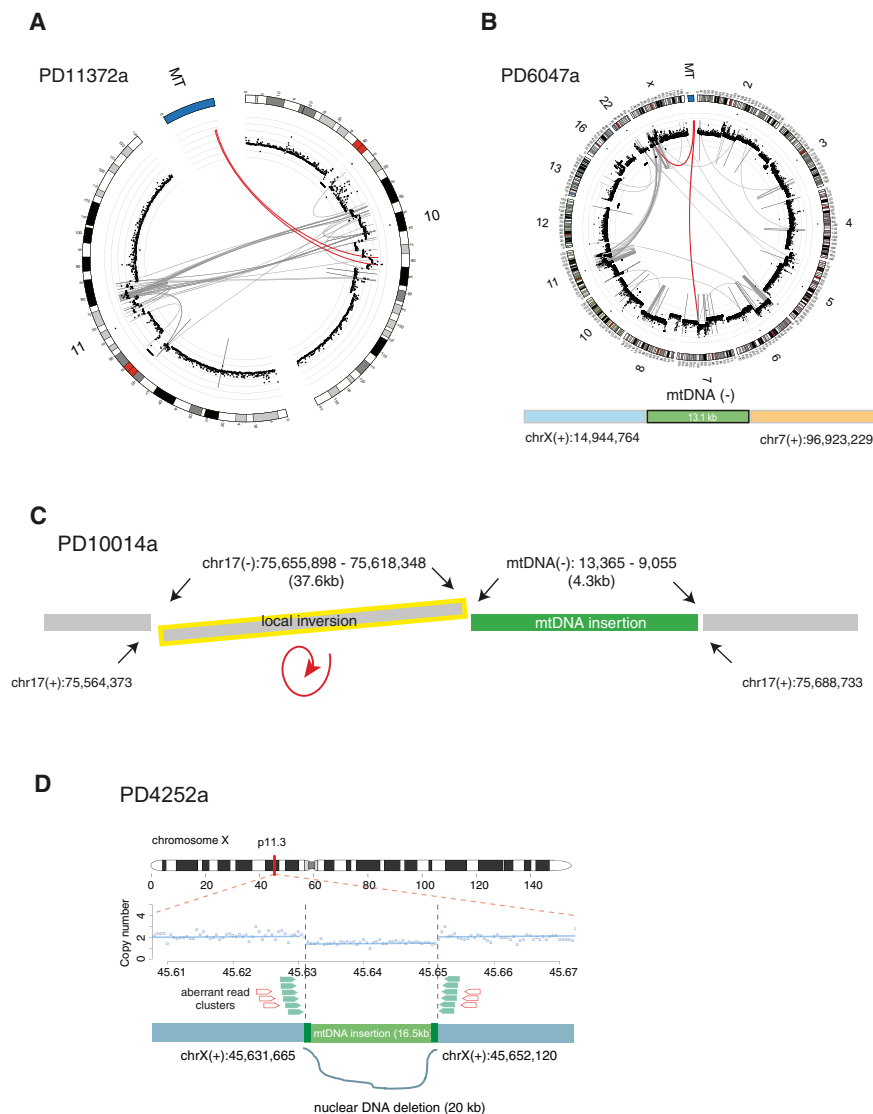 A
PD11372a
MT
10
11
B
PD6047a
MT
2
3
4
5
6
7
8
10
11
12
13
16
22
X
mtDNA (-)
13.1 kb
chrX(+):14,944,764
chr7(+):96,923,229
C
PD10014a
chr17(-):75,655,898 - 75,618,348
(37.6kb)
mtDNA(-): 13,365 - 9,055
(4.3kb)
local inversion
mtDNA insertion
chr17(+):75,564,373
chr17(+):75,688,733
D
PD4252a
chromosome X
p11.3
0 20 40 60 80 100 120 140
Copy number
4
2
0
45.61 45.62 45.63 45.64 45.65 45.66 45.67
aberrant read
clusters
mtDNA insertion (16.5kb
chrX(+):45,631,665
chrX(+):45,652,120
nuclear DNA deletion (20 kb)